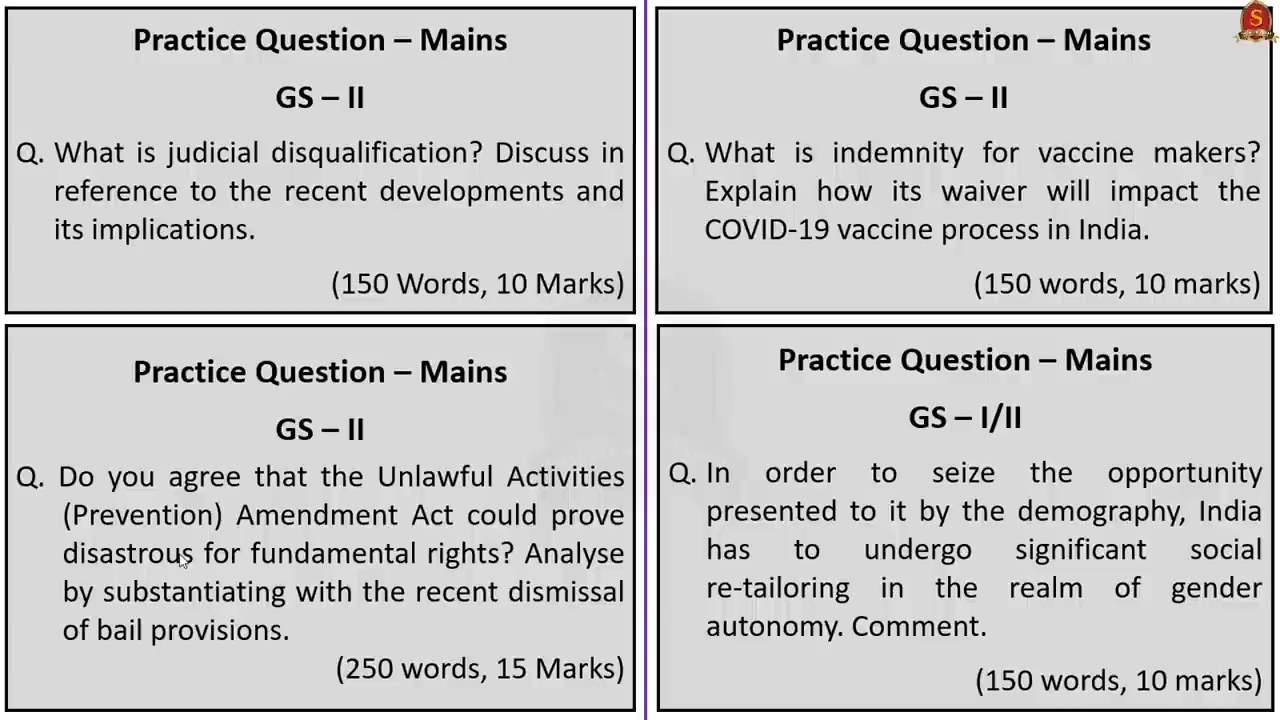 Practice Question – Mains
GS – II
Q. What is judicial disqualification? Discuss in
reference to the recent developments and
its implications.
(150 Words, 10 Marks)
Practice Question – Mains
GS – II
Q. What is indemnity for vaccine makers?
Explain how its waiver will impact the
COVID-19 vaccine process in India.
(150 words, 10 marks)
Practice Question – Mains
GS – II
Q. Do you agree that the Unlawful Activities
(Prevention) Amendment Act could prove
disastrous for fundamental rights? Analyse
by substantiating with the recent dismissal
of bail provisions.
(250 words, 15 Marks)
Practice Question – Mains
GS – I/II
Q. In order to seize the opportunity
presented to it by the demography, India
has to undergo significant social
re-tailoring in the realm of gender
autonomy. Comment.
(150 words, 10 marks)
S